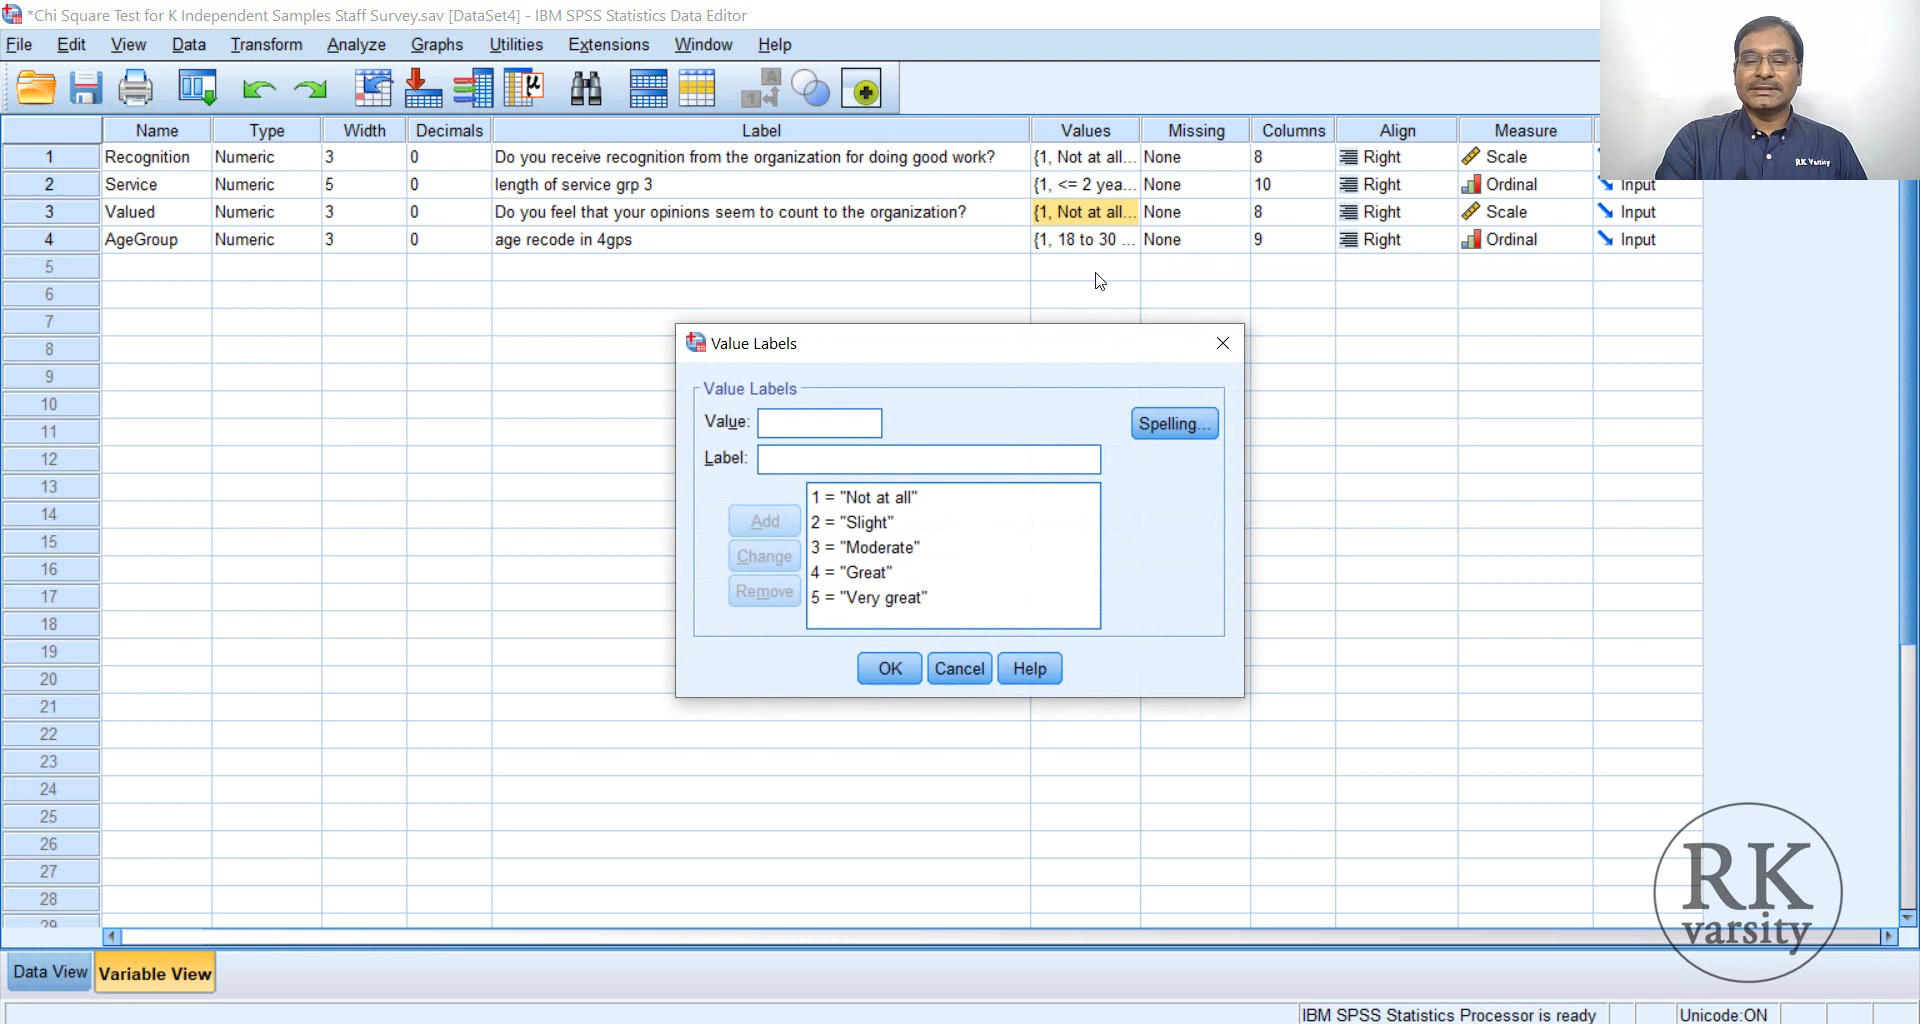 *Chi Square Test for K Independent Samples Staff Survey.sav [DataSet4] - IBM SPSS Statistics Data Editor
File Edit View Data Transform Analyze Graphs Utilities Extensions Window Help
Name Type Width Decimals Label Values Missing Columns Align Measure
1 Recognition Numeric 3 0 Do you receive recognition from the organization for doing good work? {1, Not at all... None 8 Right Scale
2 Service Numeric 5 0 length of service grp 3 {1, <= 2 yea... None 10 Right Ordinal Input
3 Valued Numeric 3 0 Do you feel that your opinions seem to count to the organization? {1, Not at all... None 8 Right Scale Input
4 AgeGroup Numeric 3 0 age recode in 4gps {1, 18 to 30 ... None 9 Right Ordinal Input
5
6
7
8
9
10
11
12
13
14
15
16
17
18
19
20
21
22
23
24
25
26
27
28
29
Value Labels
Value Labels
Value:
Spelling...
Label:
1 = "Not at all"
2 = "Slight"
3 = "Moderate"
4 = "Great"
5 = "Very great"
Add
Change
Remove
OK Cancel Help
RK Varsity
RK
varsity
Data View Variable View
IBM SPSS Statistics Processor is ready Unicode:ON